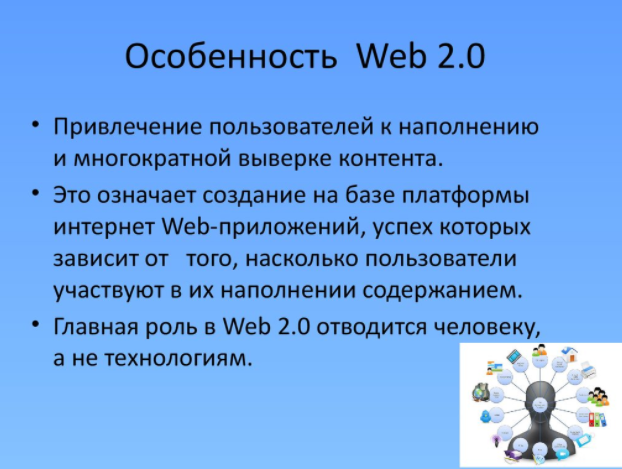 Особенность Web 2.0
• Привлечение пользователей к наполнению
и многократной выверке контента.
• Это означает создание на базе платформы
интернет Web-приложений, успех которых
зависит от того, насколько пользователи
участвуют в их наполнении содержанием.
• Главная роль в Web 2.0 отводится человеку,
а не технологиям.